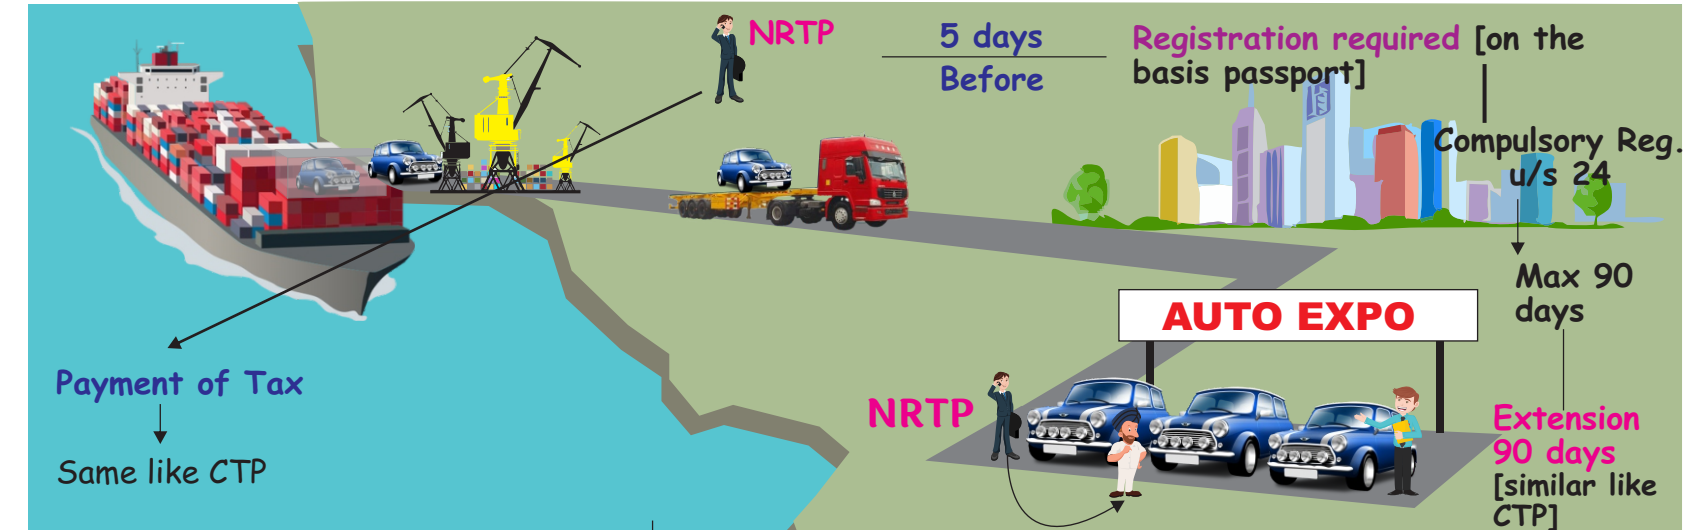 NRTP
5 days
Before
Registration required [on the
basis passport]
Compulsory Reg.
u/s 24
Max 90
days
Extension
90 days
[similar like
CTP]
AUTO EXPO
NRTP
Payment of Tax
Same like CTP